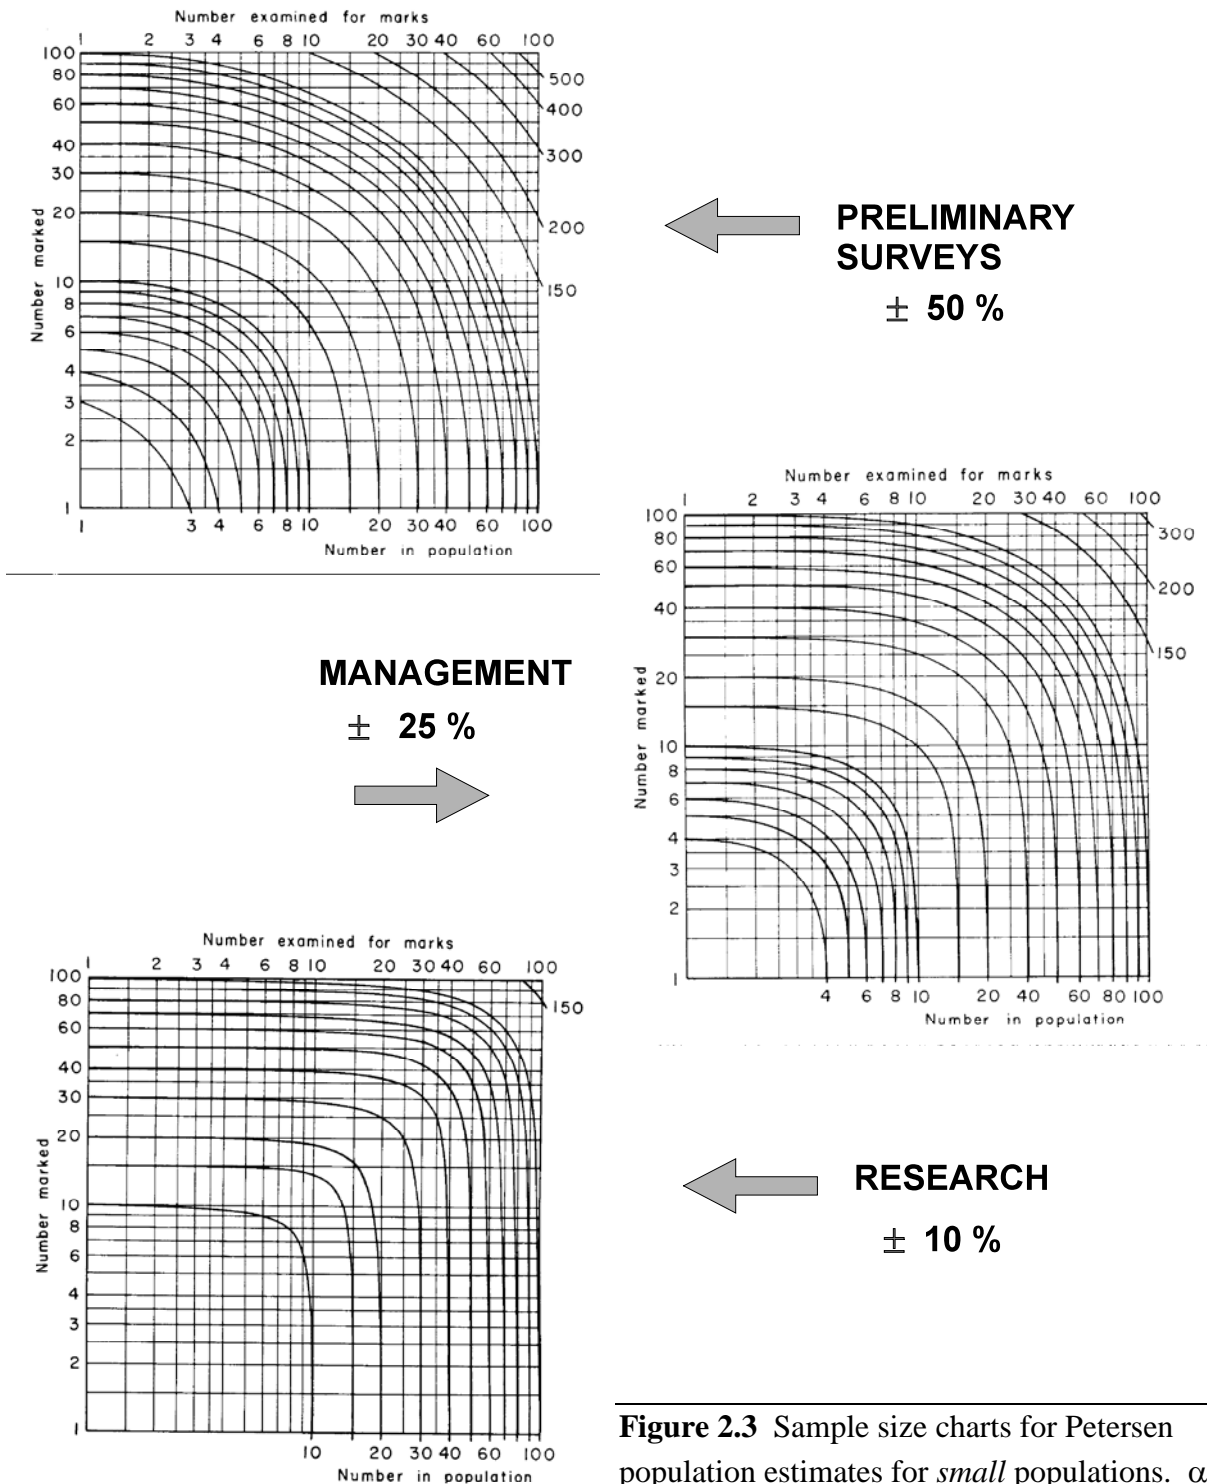 Number examined for marks
1 2 3 4 6 8 10 20 30 40 60 100
100
80
60
40
30
20
10
8
6
4
3
2
1
Number marked
500
400
300
200
150
1 3 4 6 8 10 20 30 40 60 100
Number in population
PRELIMINARY
SURVEYS
± 50 %
Number examined for marks
1 2 3 4 6 8 10 20 30 40 60 100
100
80
60
40
20
10
8
6
4
3
2
1
Number marked
300
200
150
4 6 8 10 20 40 60 80 100
Number in population
MANAGEMENT
± 25 %
Number examined for marks
1 2 3 4 6 8 10 20 30 40 60 100
100
80
60
40
30
20
10
8
6
4
3
2
1
Number marked
150
10 20 30 40 60 100
Number in population
RESEARCH
± 10 %
Figure 2.3 Sample size charts for Petersen
population estimates for small populations. α